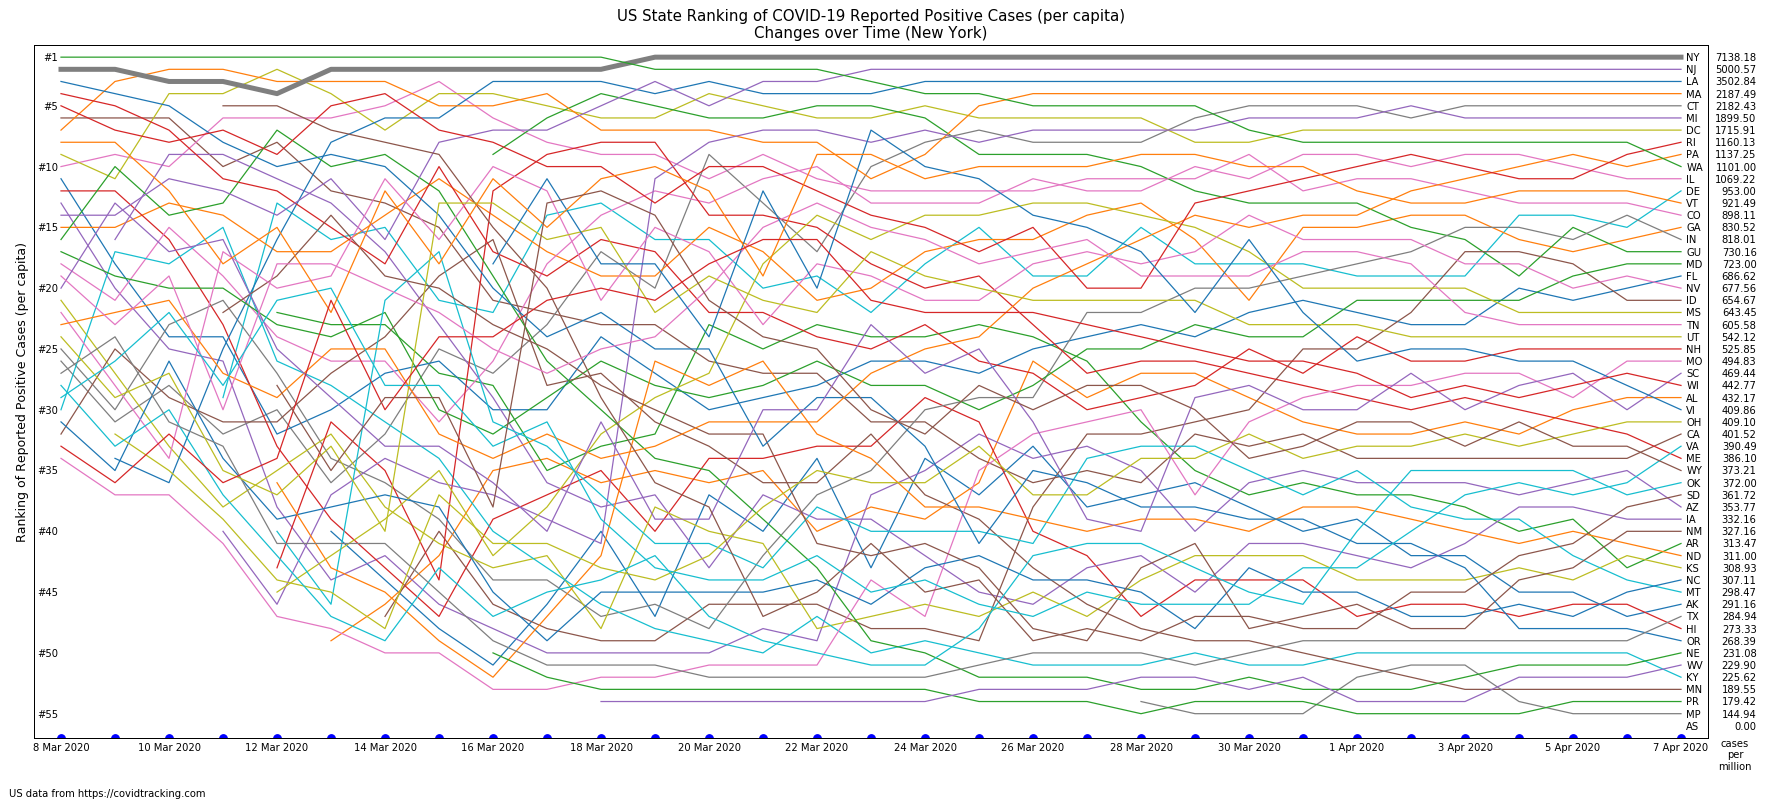 US State Ranking of COVID-19 Reported Positive Cases (per capita)
Changes over Time (New York)
Ranking of Reported Positive Cases (per capita)
#1
#5
#10
#15
#20
#25
#30
#35
#40
#45
#50
#55
NY 7138.18
NJ 5000.57
LA 3502.84
MA 2187.49
CT 2182.43
MI 1899.50
DC 1715.91
RI 1160.13
PA 1137.25
WA 1101.00
IL 1069.22
DE 953.00
VT 921.49
CO 898.11
GA 830.52
IN 818.01
GU 730.16
MD 723.00
FL 686.62
NV 677.56
ID 654.67
MS 643.45
TN 605.58
UT 542.12
NH 525.85
MO 494.83
SC 469.44
WI 442.77
AL 432.17
VI 409.86
OH 409.10
CA 401.52
VA 390.49
ME 386.10
WY 373.21
OK 372.00
SD 361.72
AZ 353.77
IA 332.16
NM 327.16
AR 313.47
ND 311.00
KS 308.93
NC 307.11
MT 298.47
AK 291.16
TX 284.94
HI 273.33
OR 268.39
NE 231.08
WV 229.90
KY 225.62
MN 189.55
PR 179.42
MP 144.94
AS 0.00
8 Mar 2020 10 Mar 2020 12 Mar 2020 14 Mar 2020 16 Mar 2020 18 Mar 2020 20 Mar 2020 22 Mar 2020 24 Mar 2020 26 Mar 2020 28 Mar 2020 30 Mar 2020 1 Apr 2020 3 Apr 2020 5 Apr 2020 7 Apr 2020
cases
per
million
US data from https://covidtracking.com